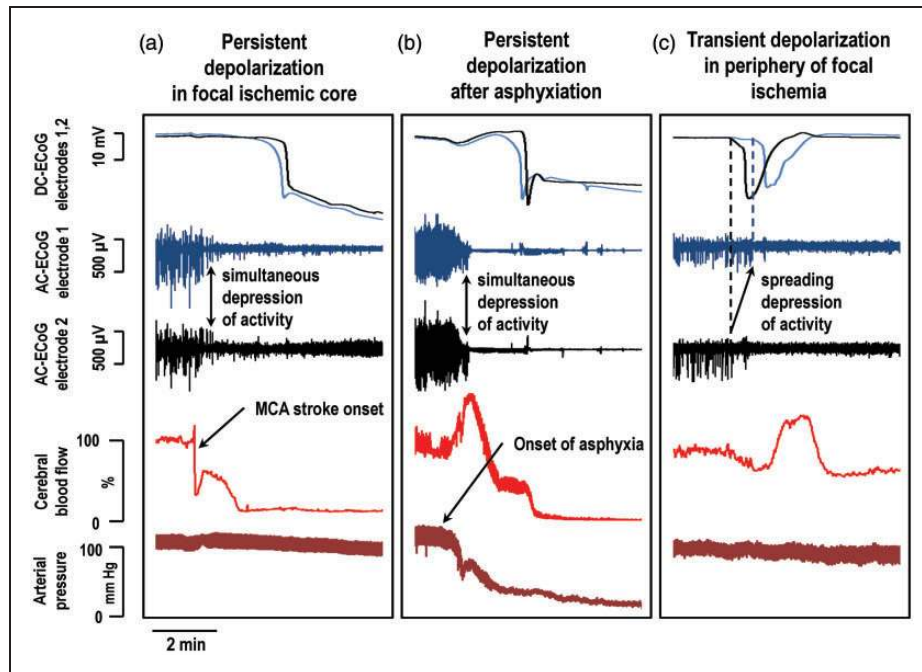 (a)
Persistent
depolarization
in focal ischemic core
(b)
Persistent
depolarization
after asphyxiation
(c)
Transient depolarization
in periphery of focal
ischemia
DC-ECoG
electrodes 1,2
10 mV
AC-ECoG
electrode 1
500 µV
simultaneous
depression
of activity
simultaneous
depression
of activity
spreading
depression
of activity
AC-ECoG
electrode 2
500 µV
MCA stroke onset
Onset of asphyxia
Cerebral
blood flow
%
100
0
Arterial
pressure
mm Hg
100
0
2 min